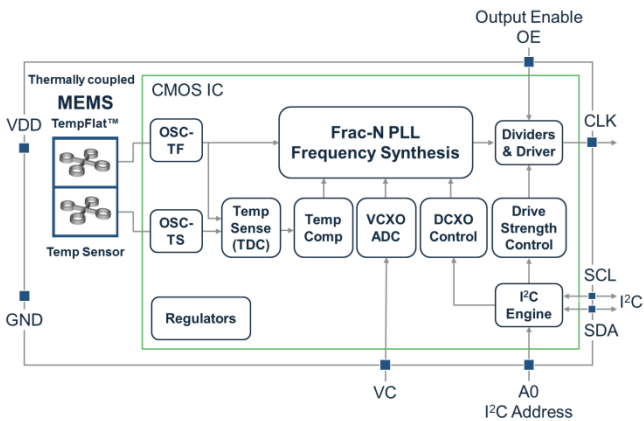 Output Enable
OE
Thermally coupled
MEMS
TempFlat™
CMOS IC
VDD
CLK
OSC-
TF
Frac-N PLL
Frequency Synthesis
Dividers
& Driver
OSC-
TS
Temp
Sense
(TDC)
Temp
Comp
VCXO
ADC
DCXO
Control
Drive
Strength
Control
Temp Sensor
GND
Regulators
I²C
Engine
SCL
I²C
SDA
VC
A0
I²C Address